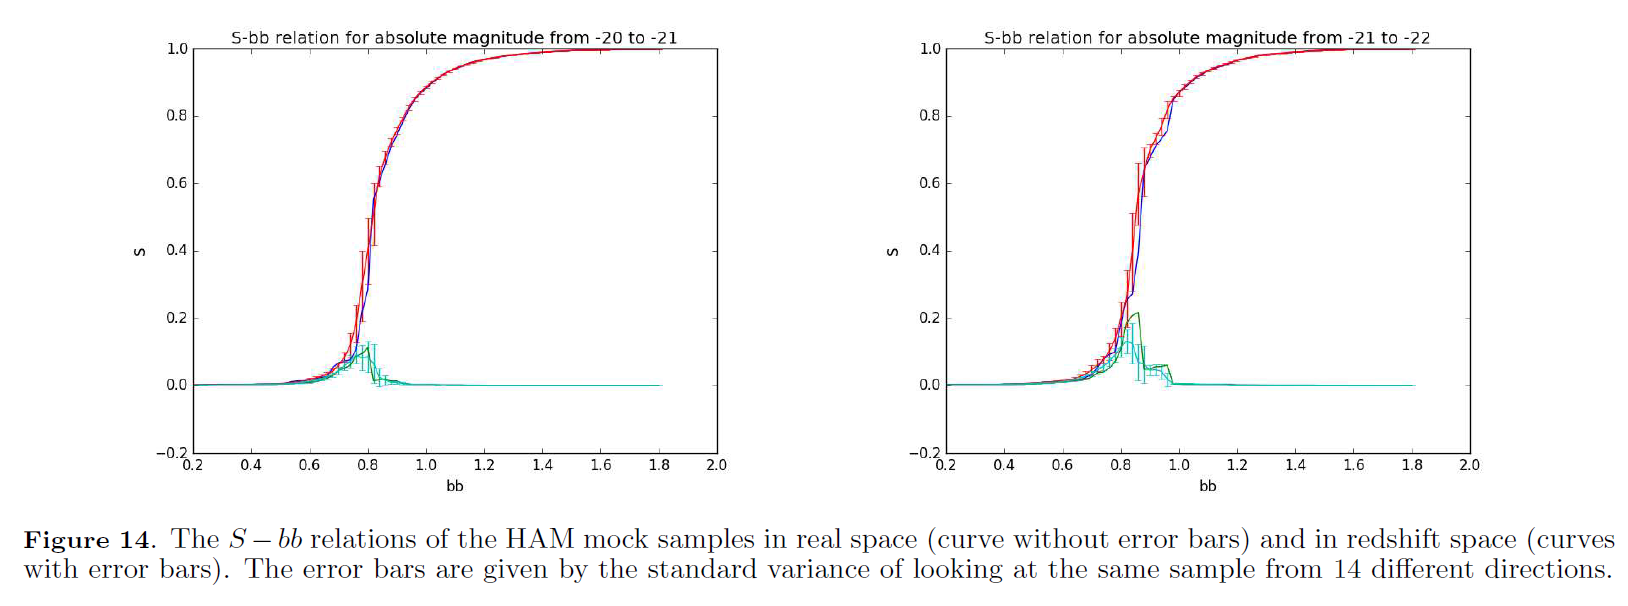 S-bb relation for absolute magnitude from -20 to -21
1.0
0.8
0.6
0.4
0.2
0.0
−0.2
S
0.2 0.4 0.6 0.8 1.0 1.2 1.4 1.6 1.8 2.0
bb
S-bb relation for absolute magnitude from -21 to -22
1.0
0.8
0.6
0.4
0.2
0.0
−0.2
S
0.2 0.4 0.6 0.8 1.0 1.2 1.4 1.6 1.8 2.0
bb
Figure 14. The S − bb relations of the HAM mock samples in real space (curve without error bars) and in redshift space (curves
with error bars). The error bars are given by the standard variance of looking at the same sample from 14 different directions.